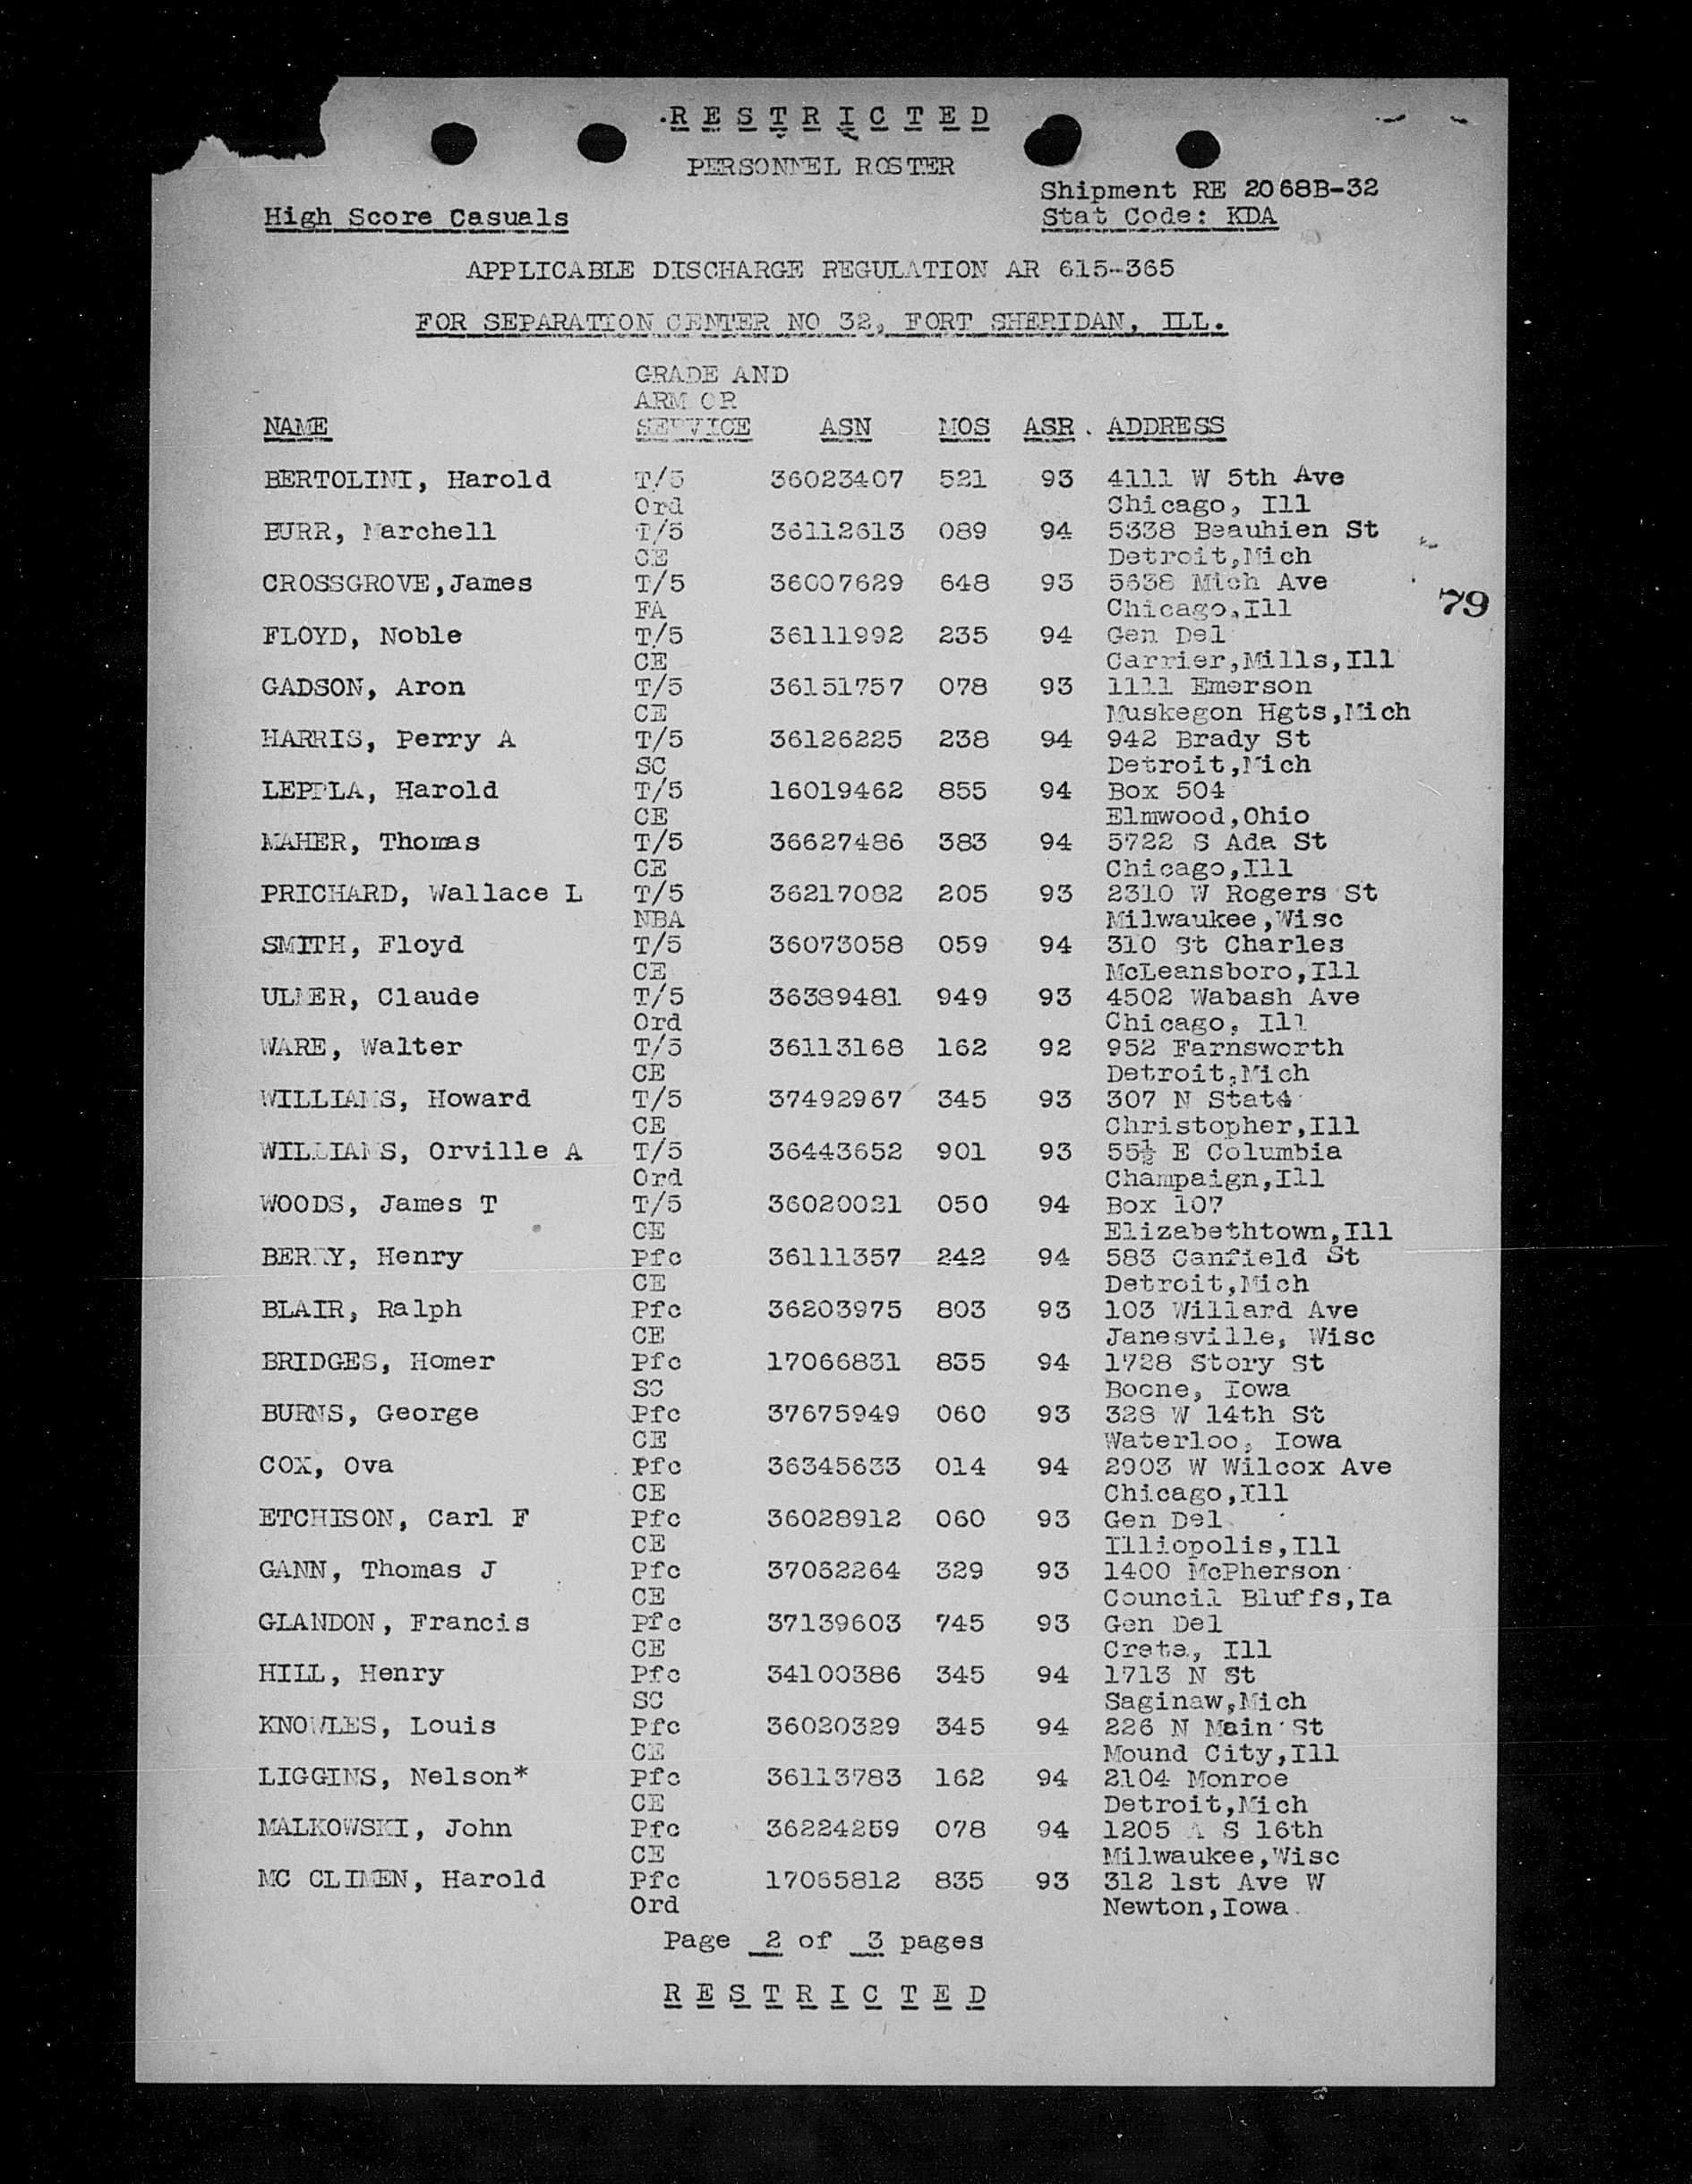 RESTRICTED
PERSONNEL ROSTER
Shipment RE 2068B-32
High Score Casuals Stat Code: KDA
APPLICABLE DISCHARGE REGULATION AR 615-365
FOR SEPARATION CENTER NO 32, FORT SHERIDAN, ILL.
GRADE AND
ARM OR
NAME SERVICE ASN MOS ASR. ADDRESS
BERTOLINI, Harold T/5 36023407 521 93 4111 W 5th Ave
Ord Chicago, Ill
BURR, Marchell T/5 36112613 089 94 5338 Beauhien St
CE Detroit,Mich
CROSSGROVE,James T/5 36007629 648 93 5638 Mich Ave
FA Chicago,Ill
79
FLOYD, Noble T/5 36111992 235 94 Gen Del
CE Carrier,Mills,Ill
GADSON, Aron T/5 36151757 078 93 1111 Emerson
CE Muskegon Hgts,Mich
HARRIS, Perry A T/5 36126225 238 94 942 Brady St
SC Detroit,Mich
LEPPLA, Harold T/5 16019462 855 94 Box 504
CE Elmwood,Ohio
MAHER, Thomas T/5 36627486 383 94 5722 S Ada St
CE Chicago,Ill
PRICHARD, Wallace L T/5 36217082 205 93 2310 W Rogers St
NBA Milwaukee,Wisc
SMITH, Floyd T/5 36073058 059 94 310 St Charles
CE McLeansboro,Ill
ULMER, Claude T/5 36389481 949 93 4502 Wabash Ave
Ord Chicago, Ill
WARE, Walter T/5 36113168 162 92 952 Farnsworth
CE Detroit,Mich
WILLIAMS, Howard T/5 37492967 345 93 307 N Stat4
CE Christopher,Ill
WILLIAMS, Orville A T/5 36443652 901 93 55½ E Columbia
Ord Champaign,Ill
WOODS, James T T/5 36020021 050 94 Box 107
CE Elizabethtown,Ill
BERRY, Henry Pfc 36111357 242 94 583 Canfield St
CE Detroit,Mich
BLAIR, Ralph Pfc 36203975 803 93 103 Willard Ave
CE Janesville, Wisc
BRIDGES, Homer Pfc 17066831 835 94 1728 Story St
SC Boone, Iowa
BURNS, George Pfc 37675949 060 93 328 W 14th St
CE Waterloo, Iowa
COX, Ova Pfc 36345633 014 94 2903 W Wilcox Ave
CE Chicago,Ill
ETCHISON, Carl F Pfc 36028912 060 93 Gen Del
CE Illiopolis,Ill
GANN, Thomas J Pfc 37062264 329 93 1400 McPherson
CE Council Bluffs,Ia
GLANDON, Francis Pfc 37139603 745 93 Gen Del
CE Crete, Ill
HILL, Henry Pfc 34100386 345 94 1713 N St
SC Saginaw,Mich
KNOWLES, Louis Pfc 36020329 345 94 226 N Main St
CE Mound City,Ill
LIGGINS, Nelson* Pfc 36113783 162 94 2104 Monroe
CE Detroit,Mich
MALKOWSKI, John Pfc 36224259 078 94 1205 A S 16th
CE Milwaukee,Wisc
MC CLIMEN, Harold Pfc 17065812 835 93 312 1st Ave W
Ord Newton,Iowa
Page 2 of 3 pages
RESTRICTED